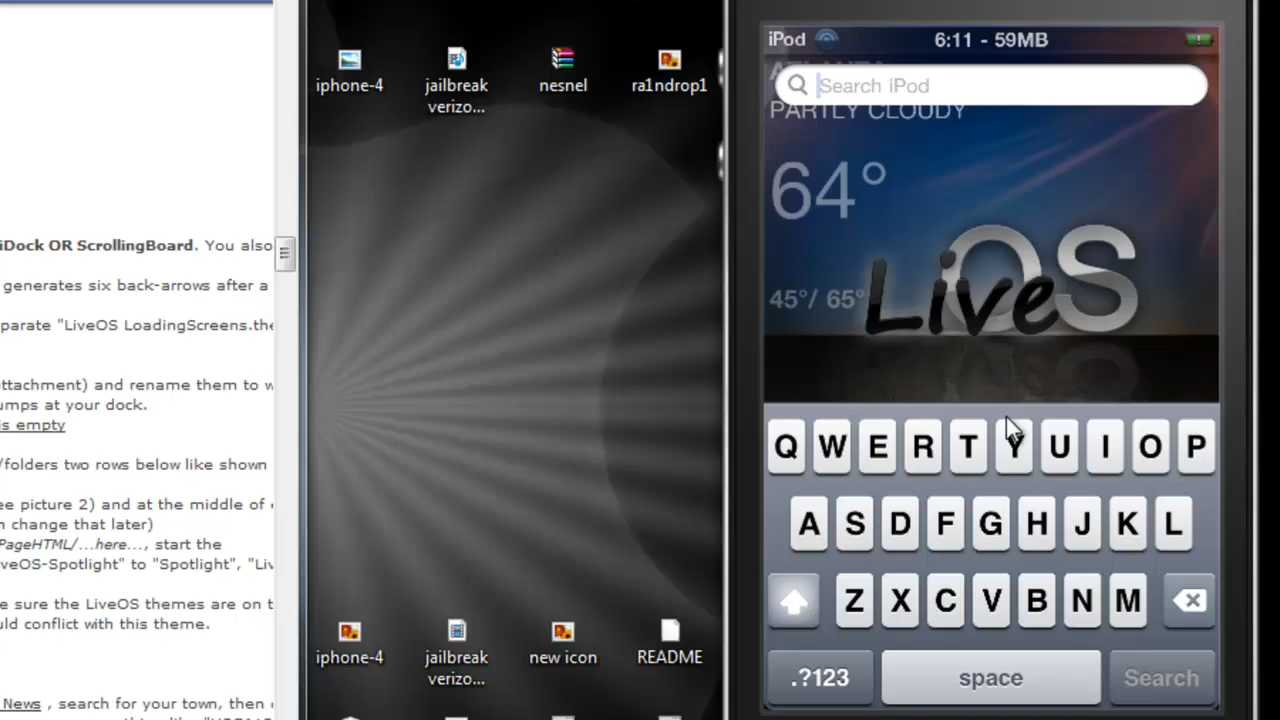 iDock OR ScrollingBoard. You also
generates six back-arrows after a
parate "LiveOS LoadingScreens.the
ttachment) and rename them to w
umps at your dock.
is empty
/folders two rows below like shown
ee picture 2) and at the middle of
n change that later)
PageHTML/...here..., start the
veOS-Spotlight" to "Spotlight", "Liv
e sure the LiveOS themes are on t
uld conflict with this theme.
News , search for your town, then
iphone-4
jailbreak
verizo...
nesnel
ra1ndrop1
iphone-4
jailbreak
verizo...
new icon
README
iPod 6:11 - 59MB
Search iPod
ATLANTA
PARTLY CLOUDY
64°
45°/ 65°
LiveOS
Q W E R T Y U I O P
A S D F G H J K L
Z X C V B N M
.?123 space Search